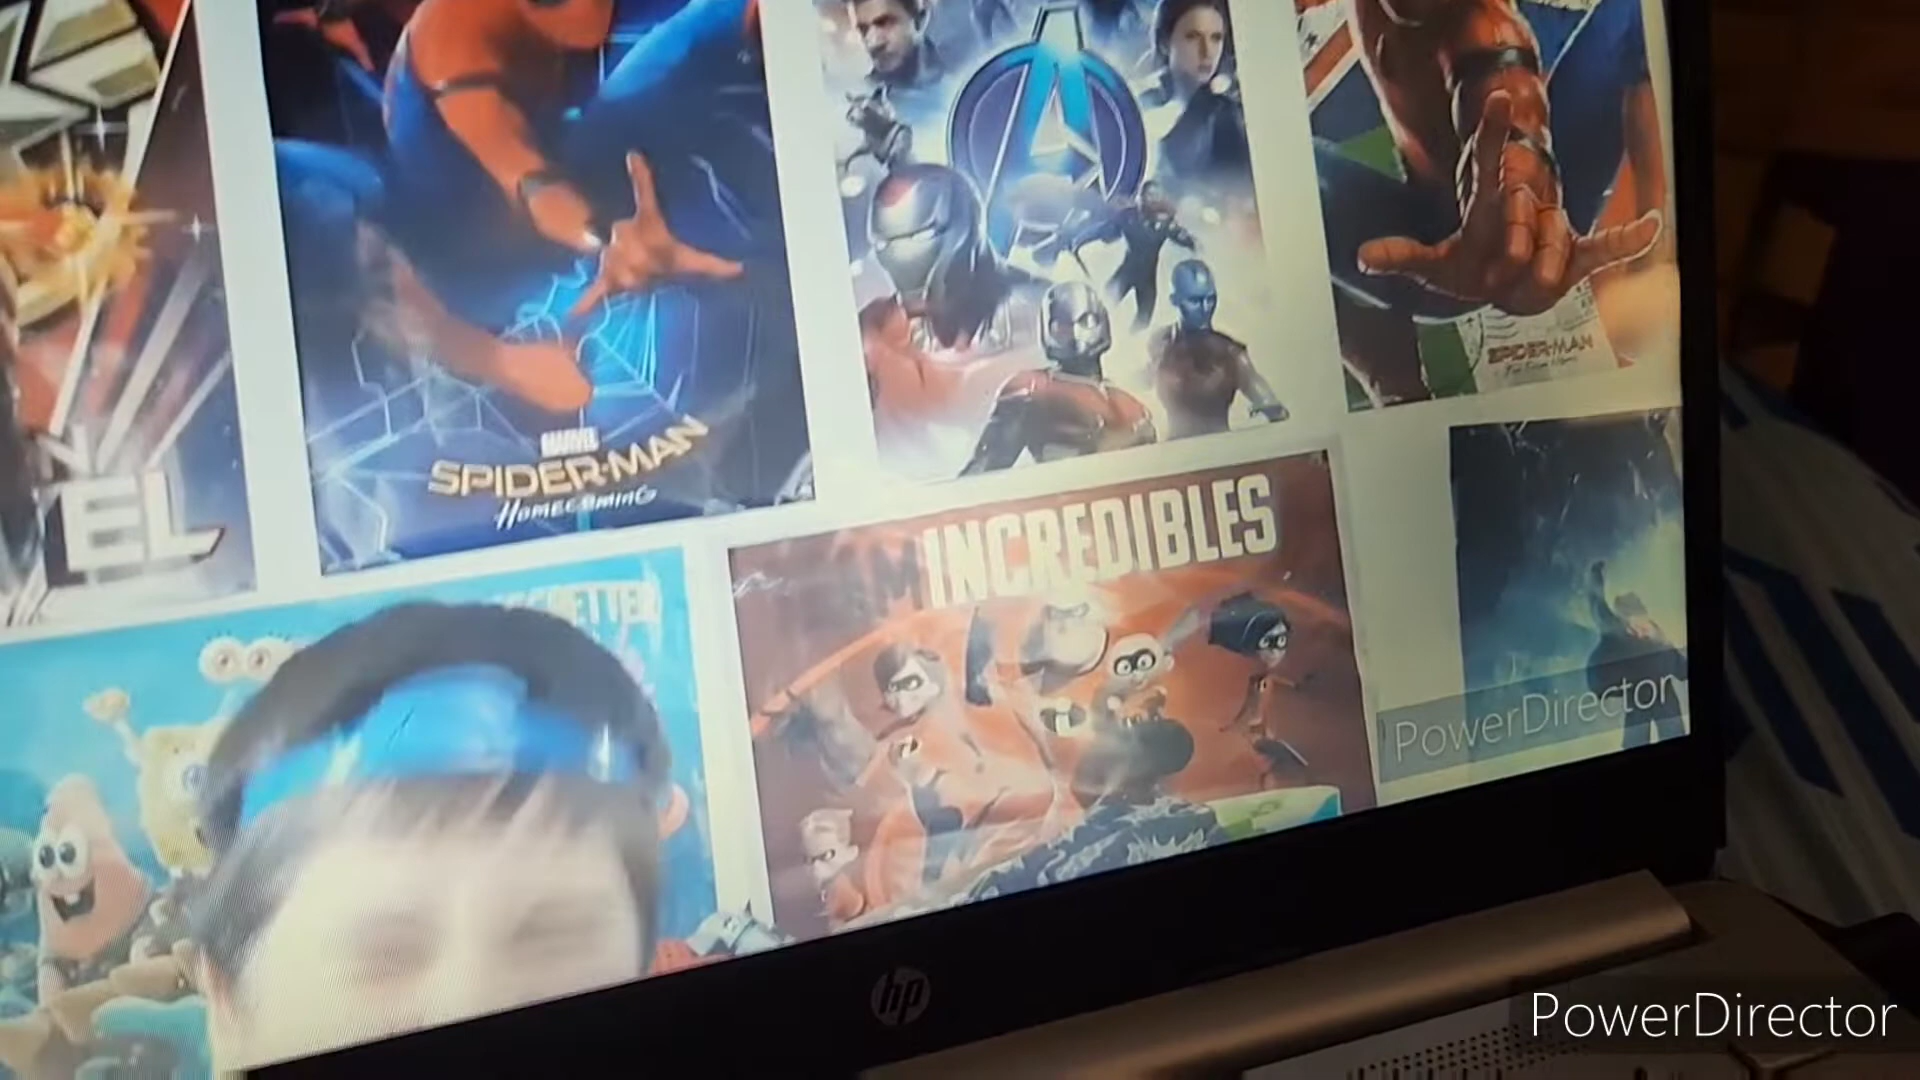 EL
MARVEL
SPIDER-MAN
HOMECOMING
A
SPIDER-MAN
INCREDIBLES
PowerDirector
hp
PowerDirector